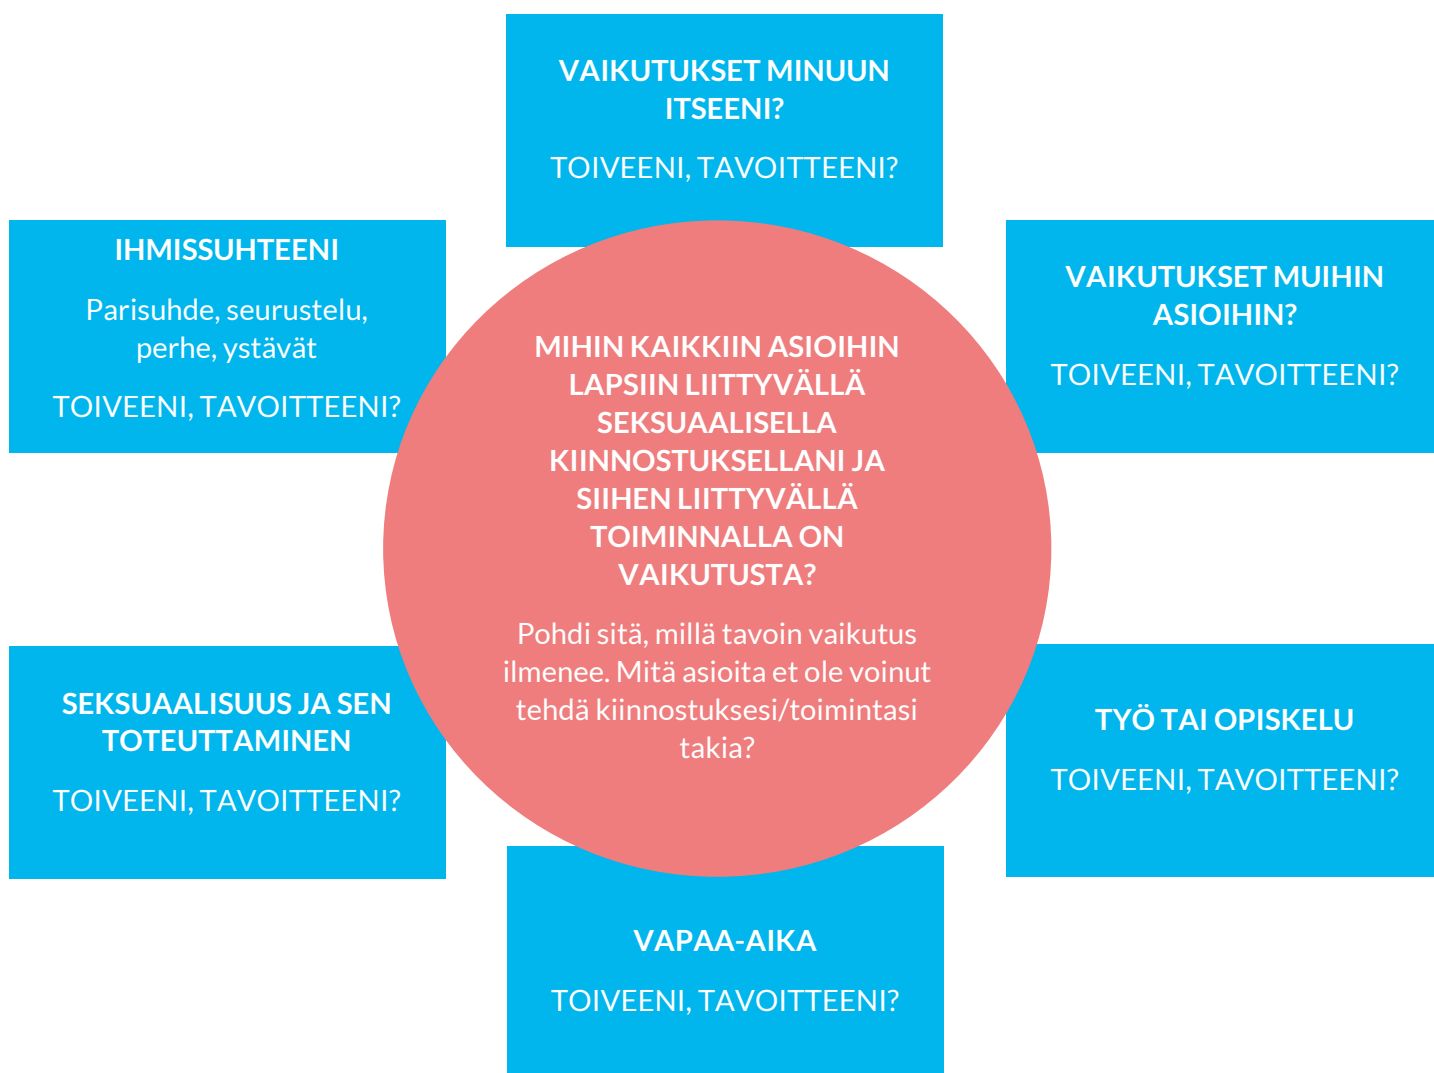 VAIKUTUKSET MINUUN
ITSEENI?
TOIVEENI, TAVOITTEENI?
IHMISSUHTEENI
Parisuhde, seurustelu,
perhe, ystävät
TOIVEENI, TAVOITTEENI?
VAIKUTUKSET MUIHIN
ASIOIHIN?
TOIVEENI, TAVOITTEENI?
MIHIN KAIKKIIN ASIOIHIN
LAPSIIN LIITTYVÄLLÄ
SEKSUAALISELLA
KIINNOSTUKSELLANI JA
SIIHEN LIITTYVÄLLÄ
TOIMINNALLA ON
VAIKUTUSTA?
Pohdi sitä, millä tavoin vaikutus
ilmenee. Mitä asioita et ole voinut
tehdä kiinnostuksesi/toimintasi
takia?
SEKSUAALISUUS JA SEN
TOTEUTTAMINEN
TOIVEENI, TAVOITTEENI?
TYÖ TAI OPISKELU
TOIVEENI, TAVOITTEENI?
VAPAA-AIKA
TOIVEENI, TAVOITTEENI?